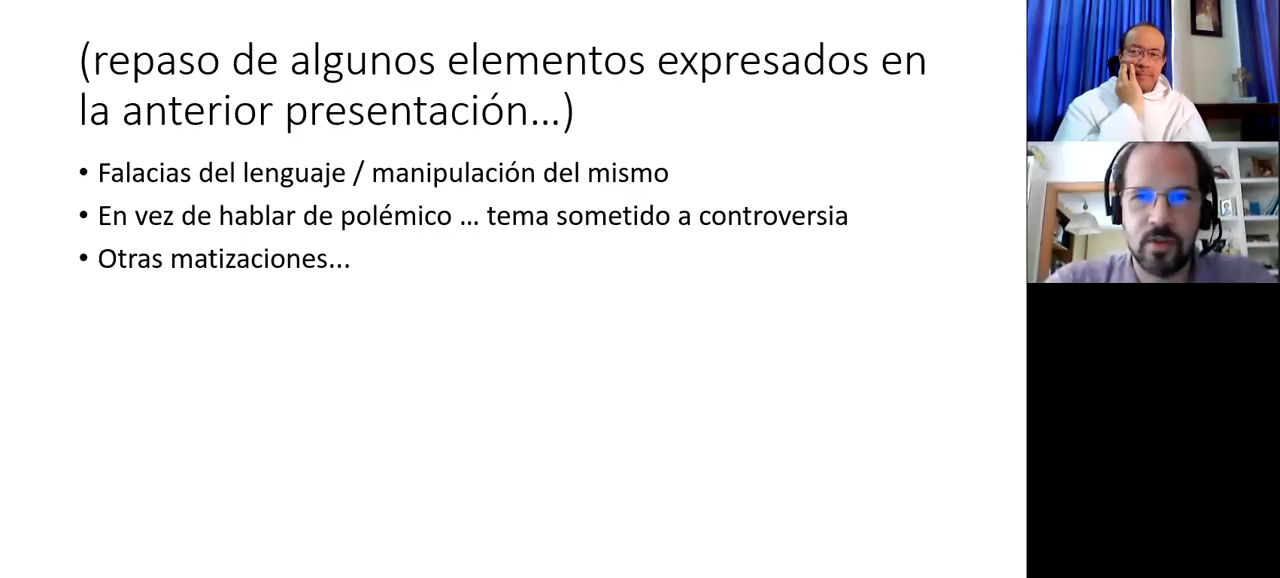 (repaso de algunos elementos expresados en
la anterior presentación...)
• Falacias del lenguaje / manipulación del mismo
• En vez de hablar de polémico ... tema sometido a controversia
• Otras matizaciones...